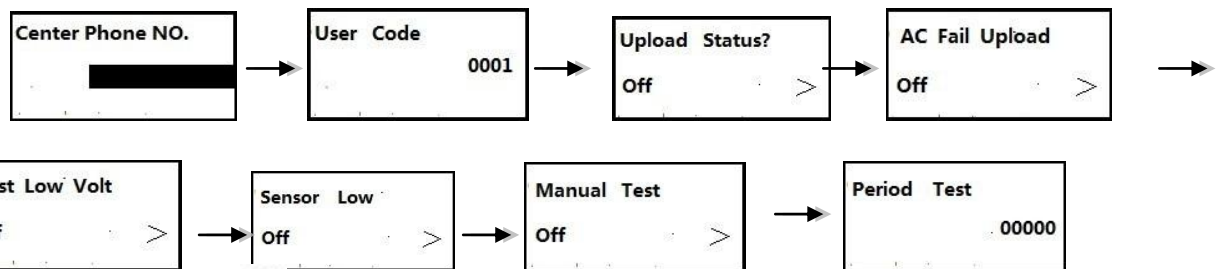 Center Phone NO.
User Code
0001
Upload Status?
Off >
AC Fail Upload
Off >
st Low Volt
>
Sensor Low
Off >
Manual Test
Off >
Period Test
00000